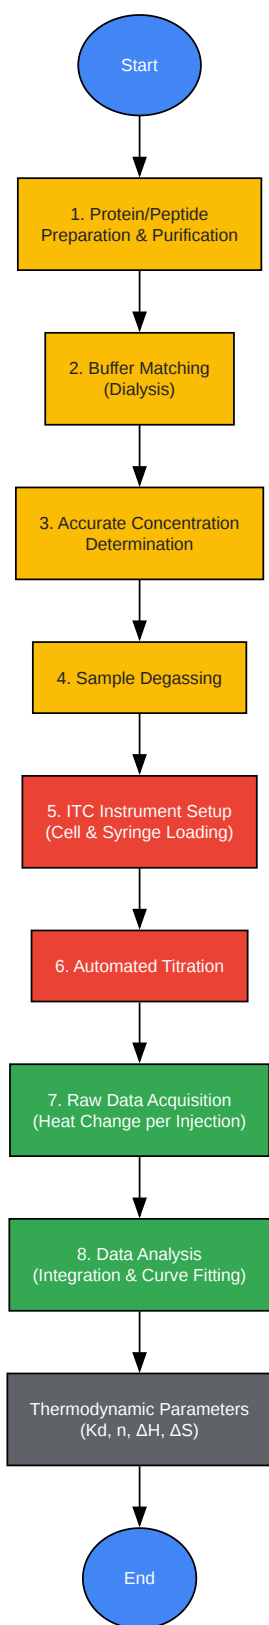 Start
1. Protein/Peptide
Preparation & Purification
2. Buffer Matching
(Dialysis)
3. Accurate Concentration
Determination
4. Sample Degassing
5. ITC Instrument Setup
(Cell & Syringe Loading)
6. Automated Titration
7. Raw Data Acquisition
(Heat Change per Injection)
8. Data Analysis
(Integration & Curve Fitting)
Thermodynamic Parameters
(Kd, n, ΔH, ΔS)
End